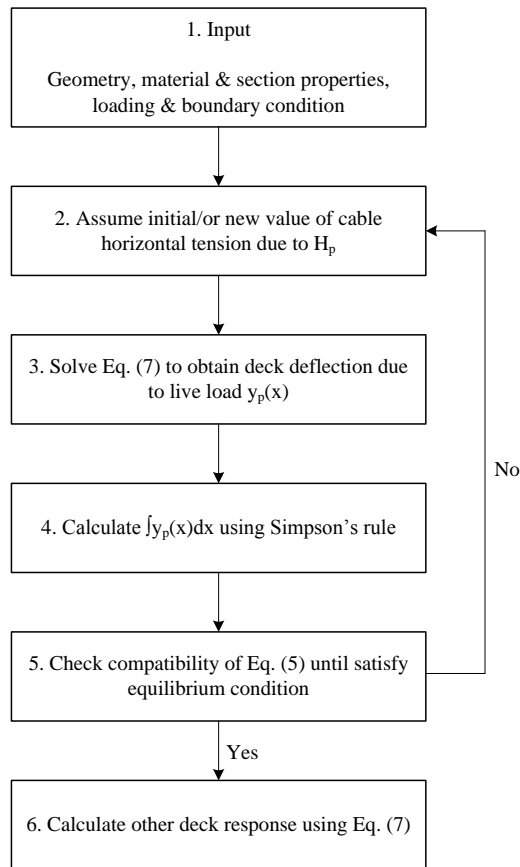 1. Input
Geometry, material & section properties,
loading & boundary condition
2. Assume initial/or new value of cable
horizontal tension due to Hₚ
3. Solve Eq. (7) to obtain deck deflection due
to live load yₚ(x)
No
4. Calculate ∫yₚ(x)dx using Simpson’s rule
5. Check compatibility of Eq. (5) until satisfy
equilibrium condition
Yes
6. Calculate other deck response using Eq. (7)